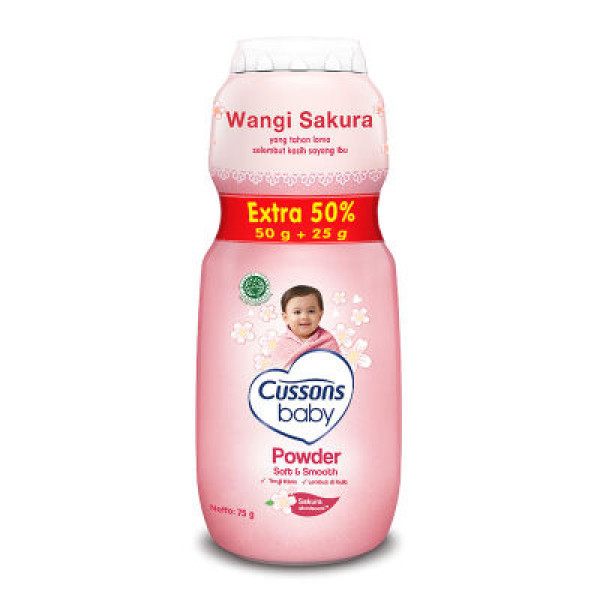 Wangi Sakura
yang tahan lama
selembut kasih sayang ibu
Extra 50%
50 g + 25 g
Cussons
baby
Powder
Soft & Smooth
Sakura
Netto: 75 g